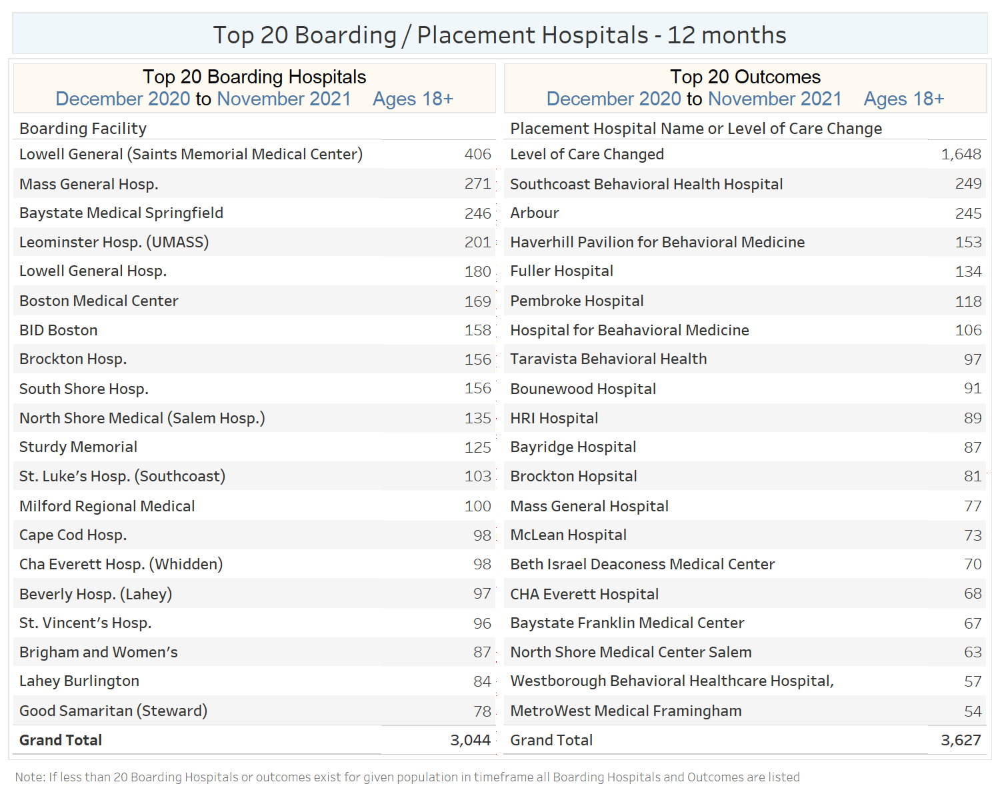 Top 20 Boarding / Placement Hospitals - 12 months
Top 20 Boarding Hospitals
December 2020 to November 2021 Ages 18+
Boarding Facility
Lowell General (Saints Memorial Medical Center) 406
Mass General Hosp. 271
Baystate Medical Springfield 246
Leominster Hosp. (UMASS) 201
Lowell General Hosp. 180
Boston Medical Center 169
BID Boston 158
Brockton Hosp. 156
South Shore Hosp. 156
North Shore Medical (Salem Hosp.) 135
Sturdy Memorial 125
St. Luke's Hosp. (Southcoast) 103
Milford Regional Medical 100
Cape Cod Hosp. 98
Cha Everett Hosp. (Whidden) 98
Beverly Hosp. (Lahey) 97
St. Vincent's Hosp. 96
Brigham and Women's 87
Lahey Burlington 84
Good Samaritan (Steward) 78
Grand Total 3,044
Top 20 Outcomes
December 2020 to November 2021 Ages 18+
Placement Hospital Name or Level of Care Change
Level of Care Changed 1,648
Southcoast Behavioral Health Hospital 249
Arbour 245
Haverhill Pavilion for Behavioral Medicine 153
Fuller Hospital 134
Pembroke Hospital 118
Hospital for Beahavioral Medicine 106
Taravista Behavioral Health 97
Bounewood Hospital 91
HRI Hospital 89
Bayridge Hospital 87
Brockton Hopsital 81
Mass General Hospital 77
McLean Hospital 73
Beth Israel Deaconess Medical Center 70
CHA Everett Hospital 68
Baystate Franklin Medical Center 67
North Shore Medical Center Salem 63
Westborough Behavioral Healthcare Hospital, 57
MetroWest Medical Framingham 54
Grand Total 3,627
Note: If less than 20 Boarding Hospitals or outcomes exist for given population in timeframe all Boarding Hospitals and Outcomes are listed